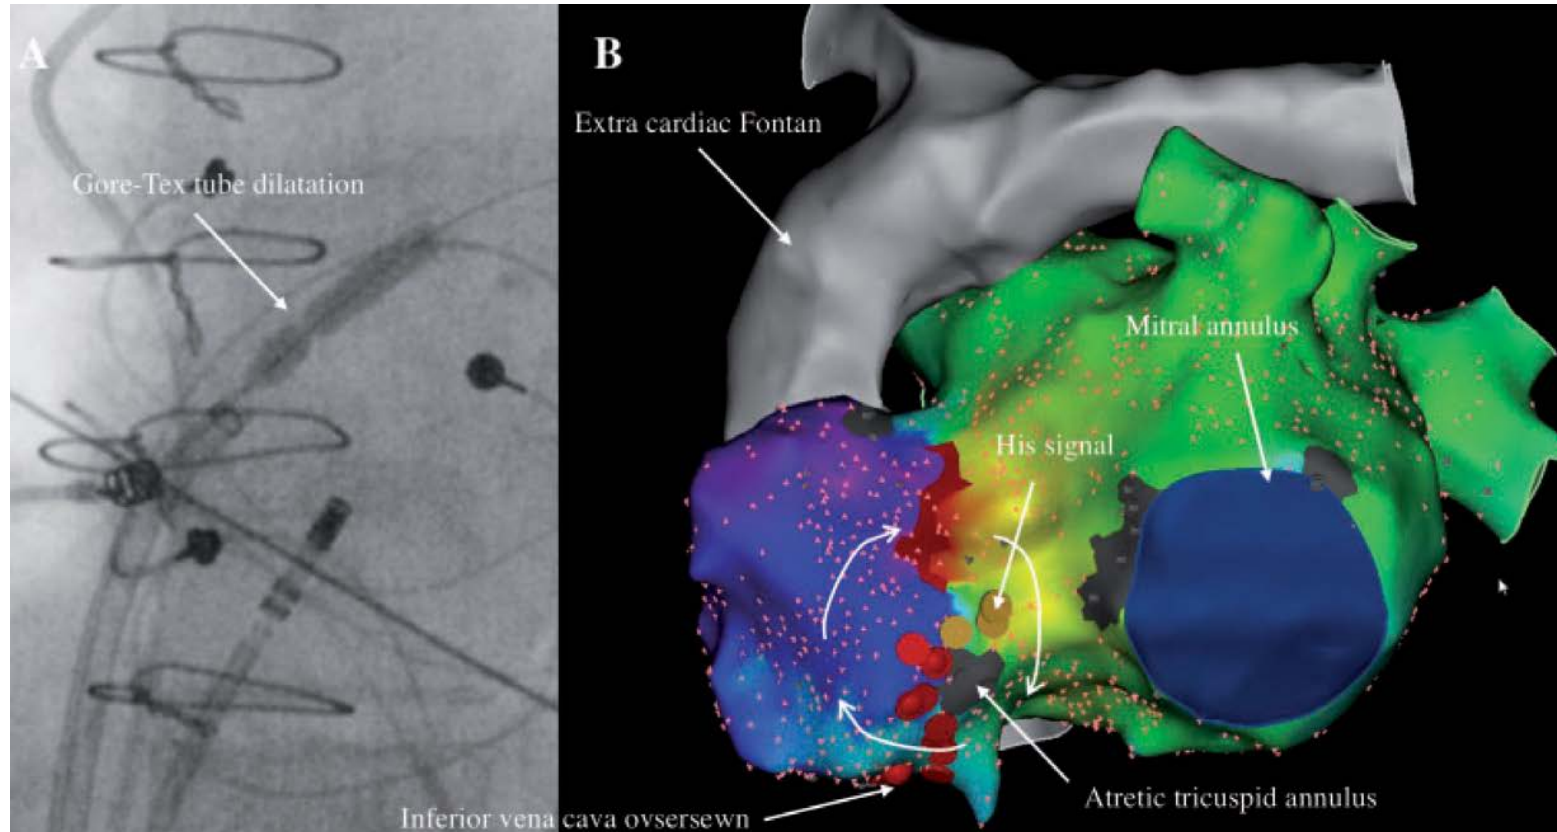 A
B
Extra cardiac Fontan
Gore-Tex tube dilatation
Mitral annulus
His signal
Atretic tricuspid annulus
Inferior vena cava ovsersewn